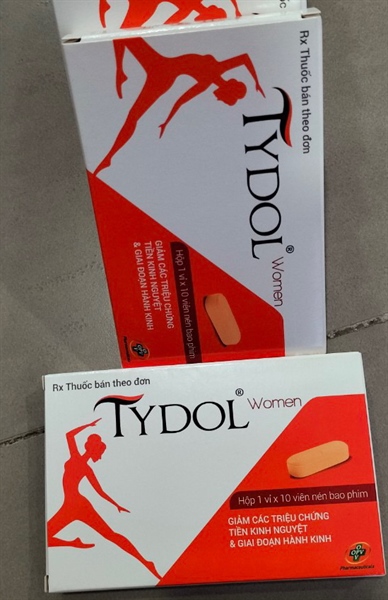 Rx Thuốc bán theo đơn
TYDOL® Women
Hộp 1 vỉ x 10 viên nén bao phim
GIẢM CÁC TRIỆU CHỨNG
TIỀN KINH NGUYỆT
& GIAI ĐOẠN HÀNH KINH
Rx Thuốc bán theo đơn
TYDOL® Women
Hộp 1 vỉ x 10 viên nén bao phim
GIẢM CÁC TRIỆU CHỨNG
TIỀN KINH NGUYỆT
& GIAI ĐOẠN HÀNH KINH
OPV
Pharmaceuticals